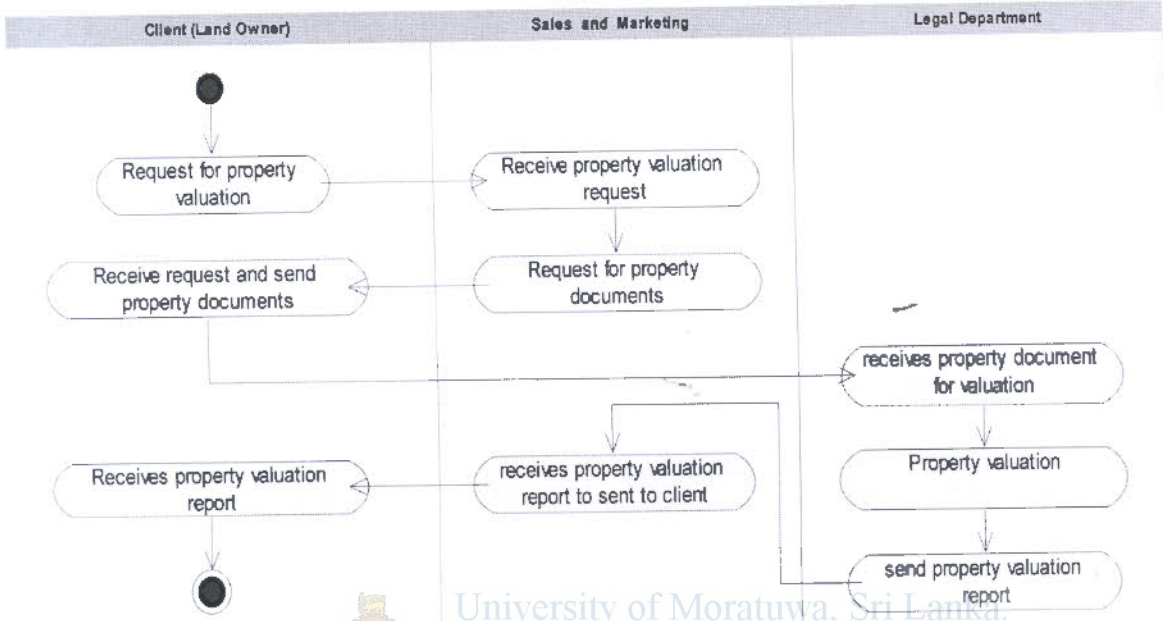 Client (Land Owner)
Sales and Marketing
Legal Department
Request for property
valuation
Receive property valuation
request
Receive request and send
property documents
Request for property
documents
receives property document
for valuation
Property valuation
send property valuation
report
receives property valuation
report to sent to client
Receives property valuation
report
University of Moratuwa, Sri Lanka.